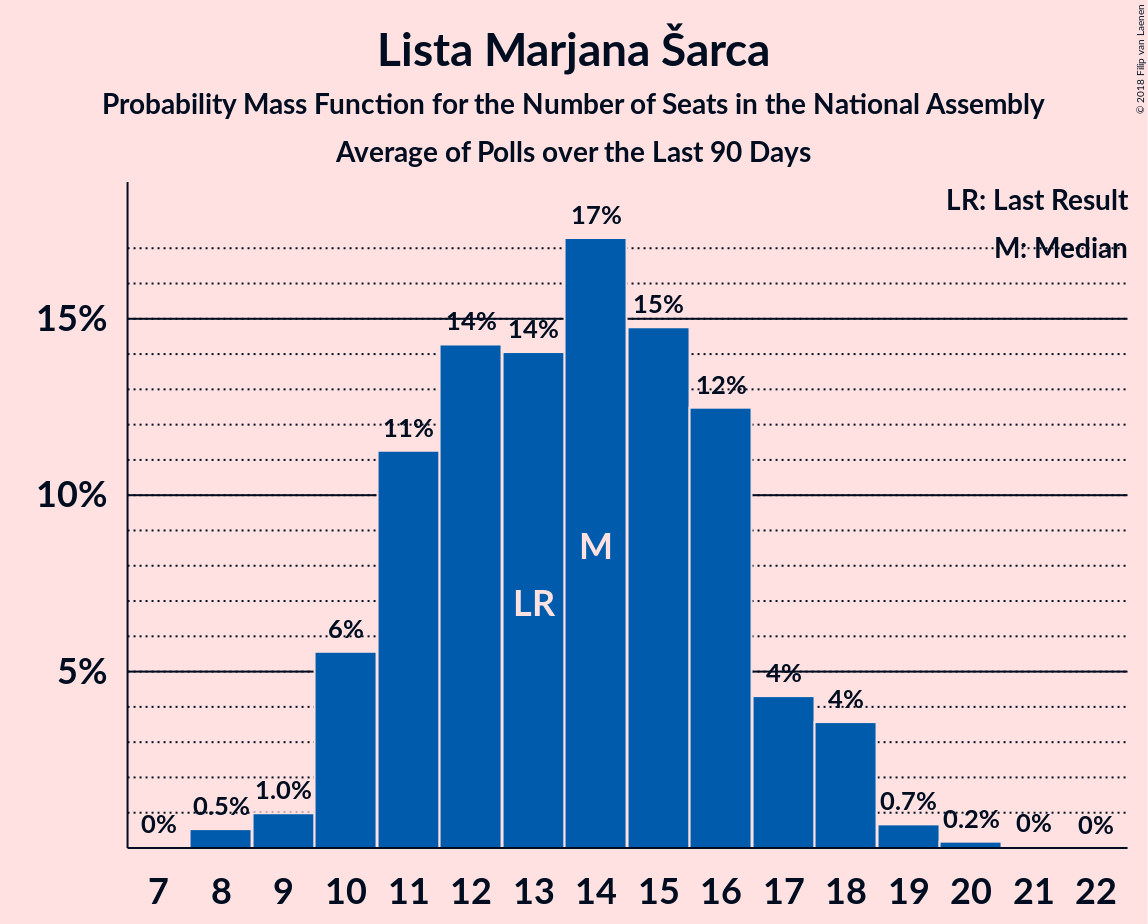 Lista Marjana Šarca
Probability Mass Function for the Number of Seats in the National Assembly
Average of Polls over the Last 90 Days
© 2018 Filip van Laenen
LR: Last Result
M: Median
15%
10%
5%
0%
0.5%
1.0%
6%
11%
14%
14%
17%
15%
12%
4%
4%
0.7%
0.2%
0%
0%
LR
M
7 8 9 10 11 12 13 14 15 16 17 18 19 20 21 22